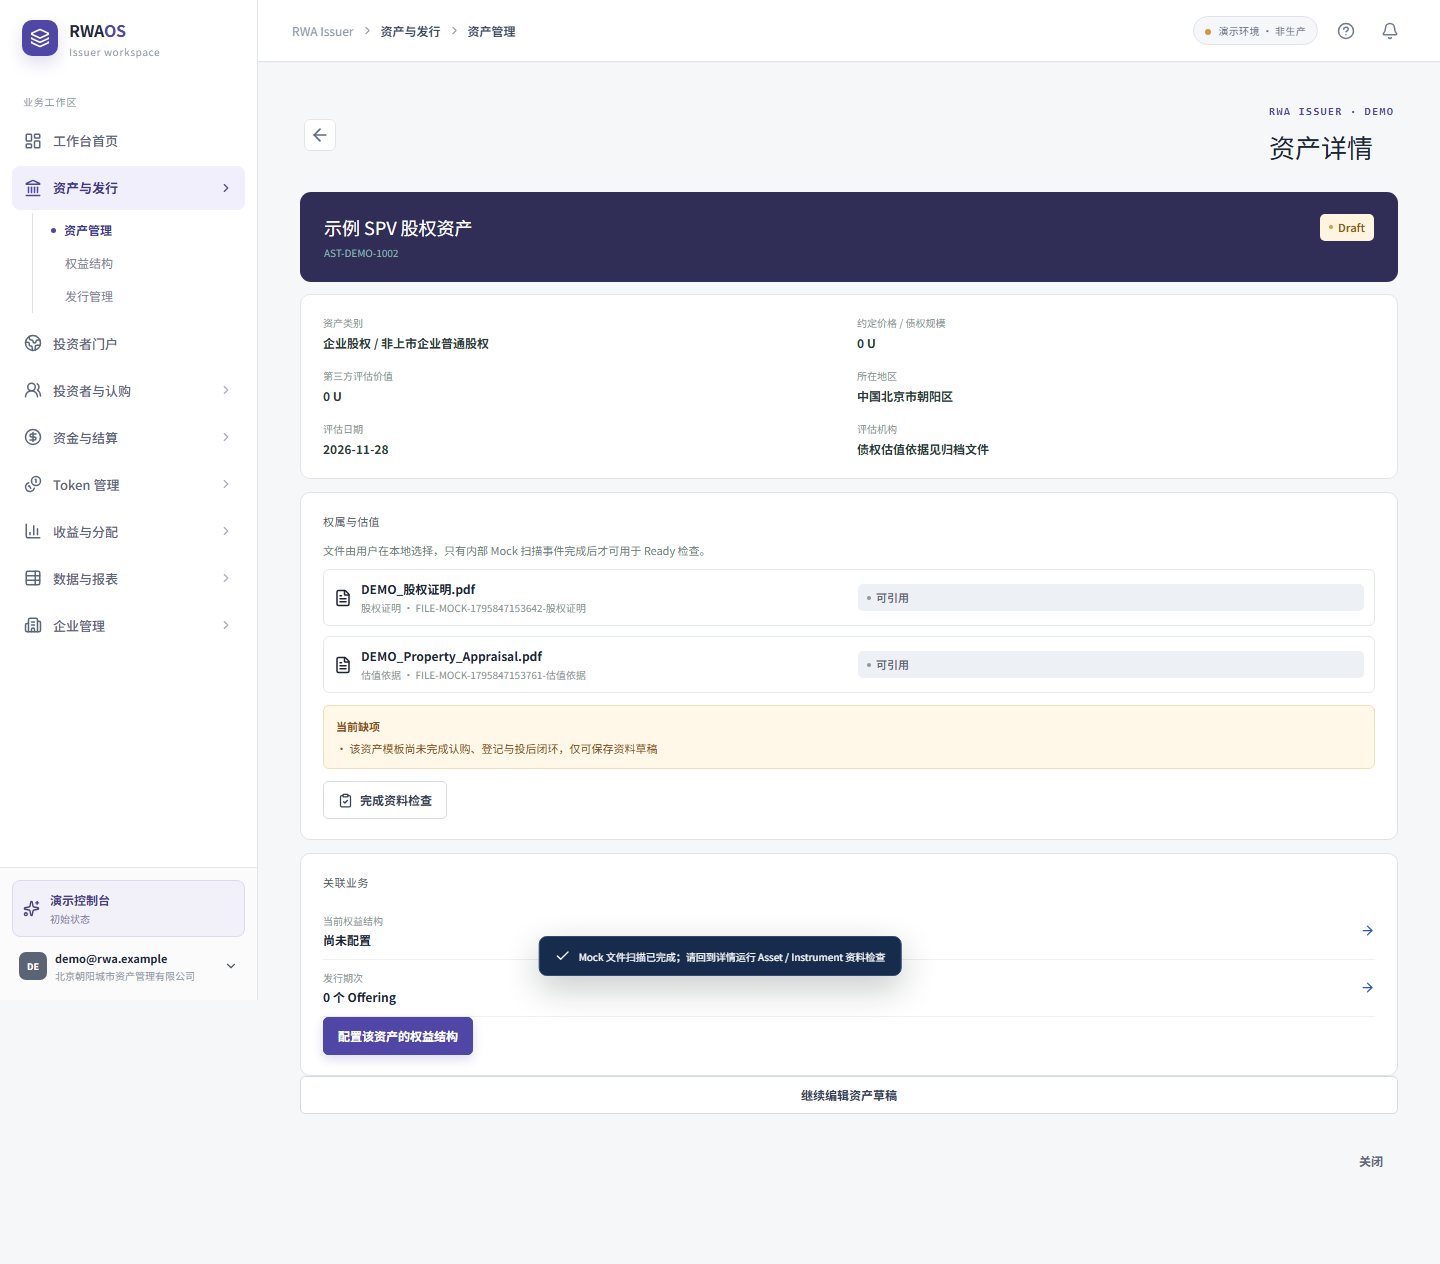 RWAOS
Issuer workspace
业务工作区
工作台首页
资产与发行
资产管理
权益结构
发行管理
投资者门户
投资者与认购
资金与结算
Token 管理
收益与分配
数据与报表
企业管理
演示控制台
初始状态
DE
demo@rwa.example
北京朝阳城市资产管理有限公司
RWA Issuer
资产与发行
资产管理
演示环境 · 非生产
RWA ISSUER · DEMO
资产详情
示例 SPV 股权资产
AST-DEMO-1002
Draft
资产类别
企业股权 / 非上市企业普通股权
约定价格 / 债权规模
0 U
第三方评估价值
0 U
所在地区
中国北京市朝阳区
评估日期
2026-11-28
评估机构
债权估值依据见归档文件
权属与估值
文件由用户在本地选择，只有内部 Mock 扫描事件完成后才可用于 Ready 检查。
DEMO_股权证明.pdf
股权证明 · FILE-MOCK-1795847153642-股权证明
可引用
DEMO_Property_Appraisal.pdf
估值依据 · FILE-MOCK-1795847153761-估值依据
可引用
当前缺项
· 该资产模板尚未完成认购、登记与投后闭环，仅可保存资料草稿
完成资料检查
关联业务
当前权益结构
尚未配置
Mock 文件扫描已完成；请回到详情运行 Asset / Instrument 资料检查
发行期次
0 个 Offering
配置该资产的权益结构
继续编辑资产草稿
关闭